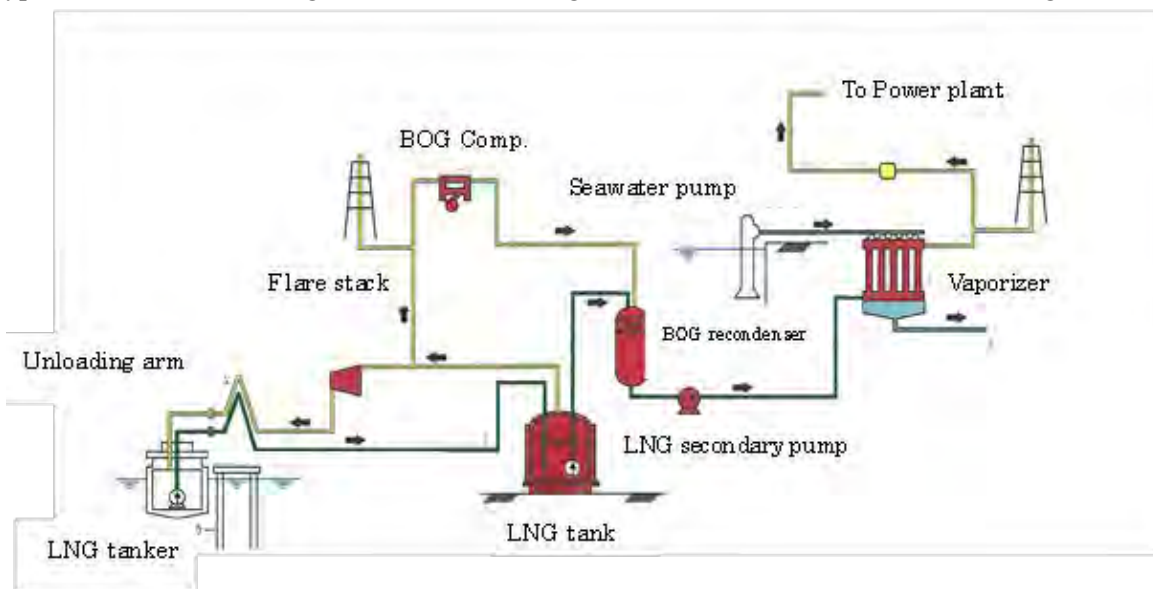 To Power plant
BOG Comp.
Seawater pump
Flare stack
Vaporizer
BOG recondenser
Unloading arm
LNG secondary pump
LNG tank
LNG tanker